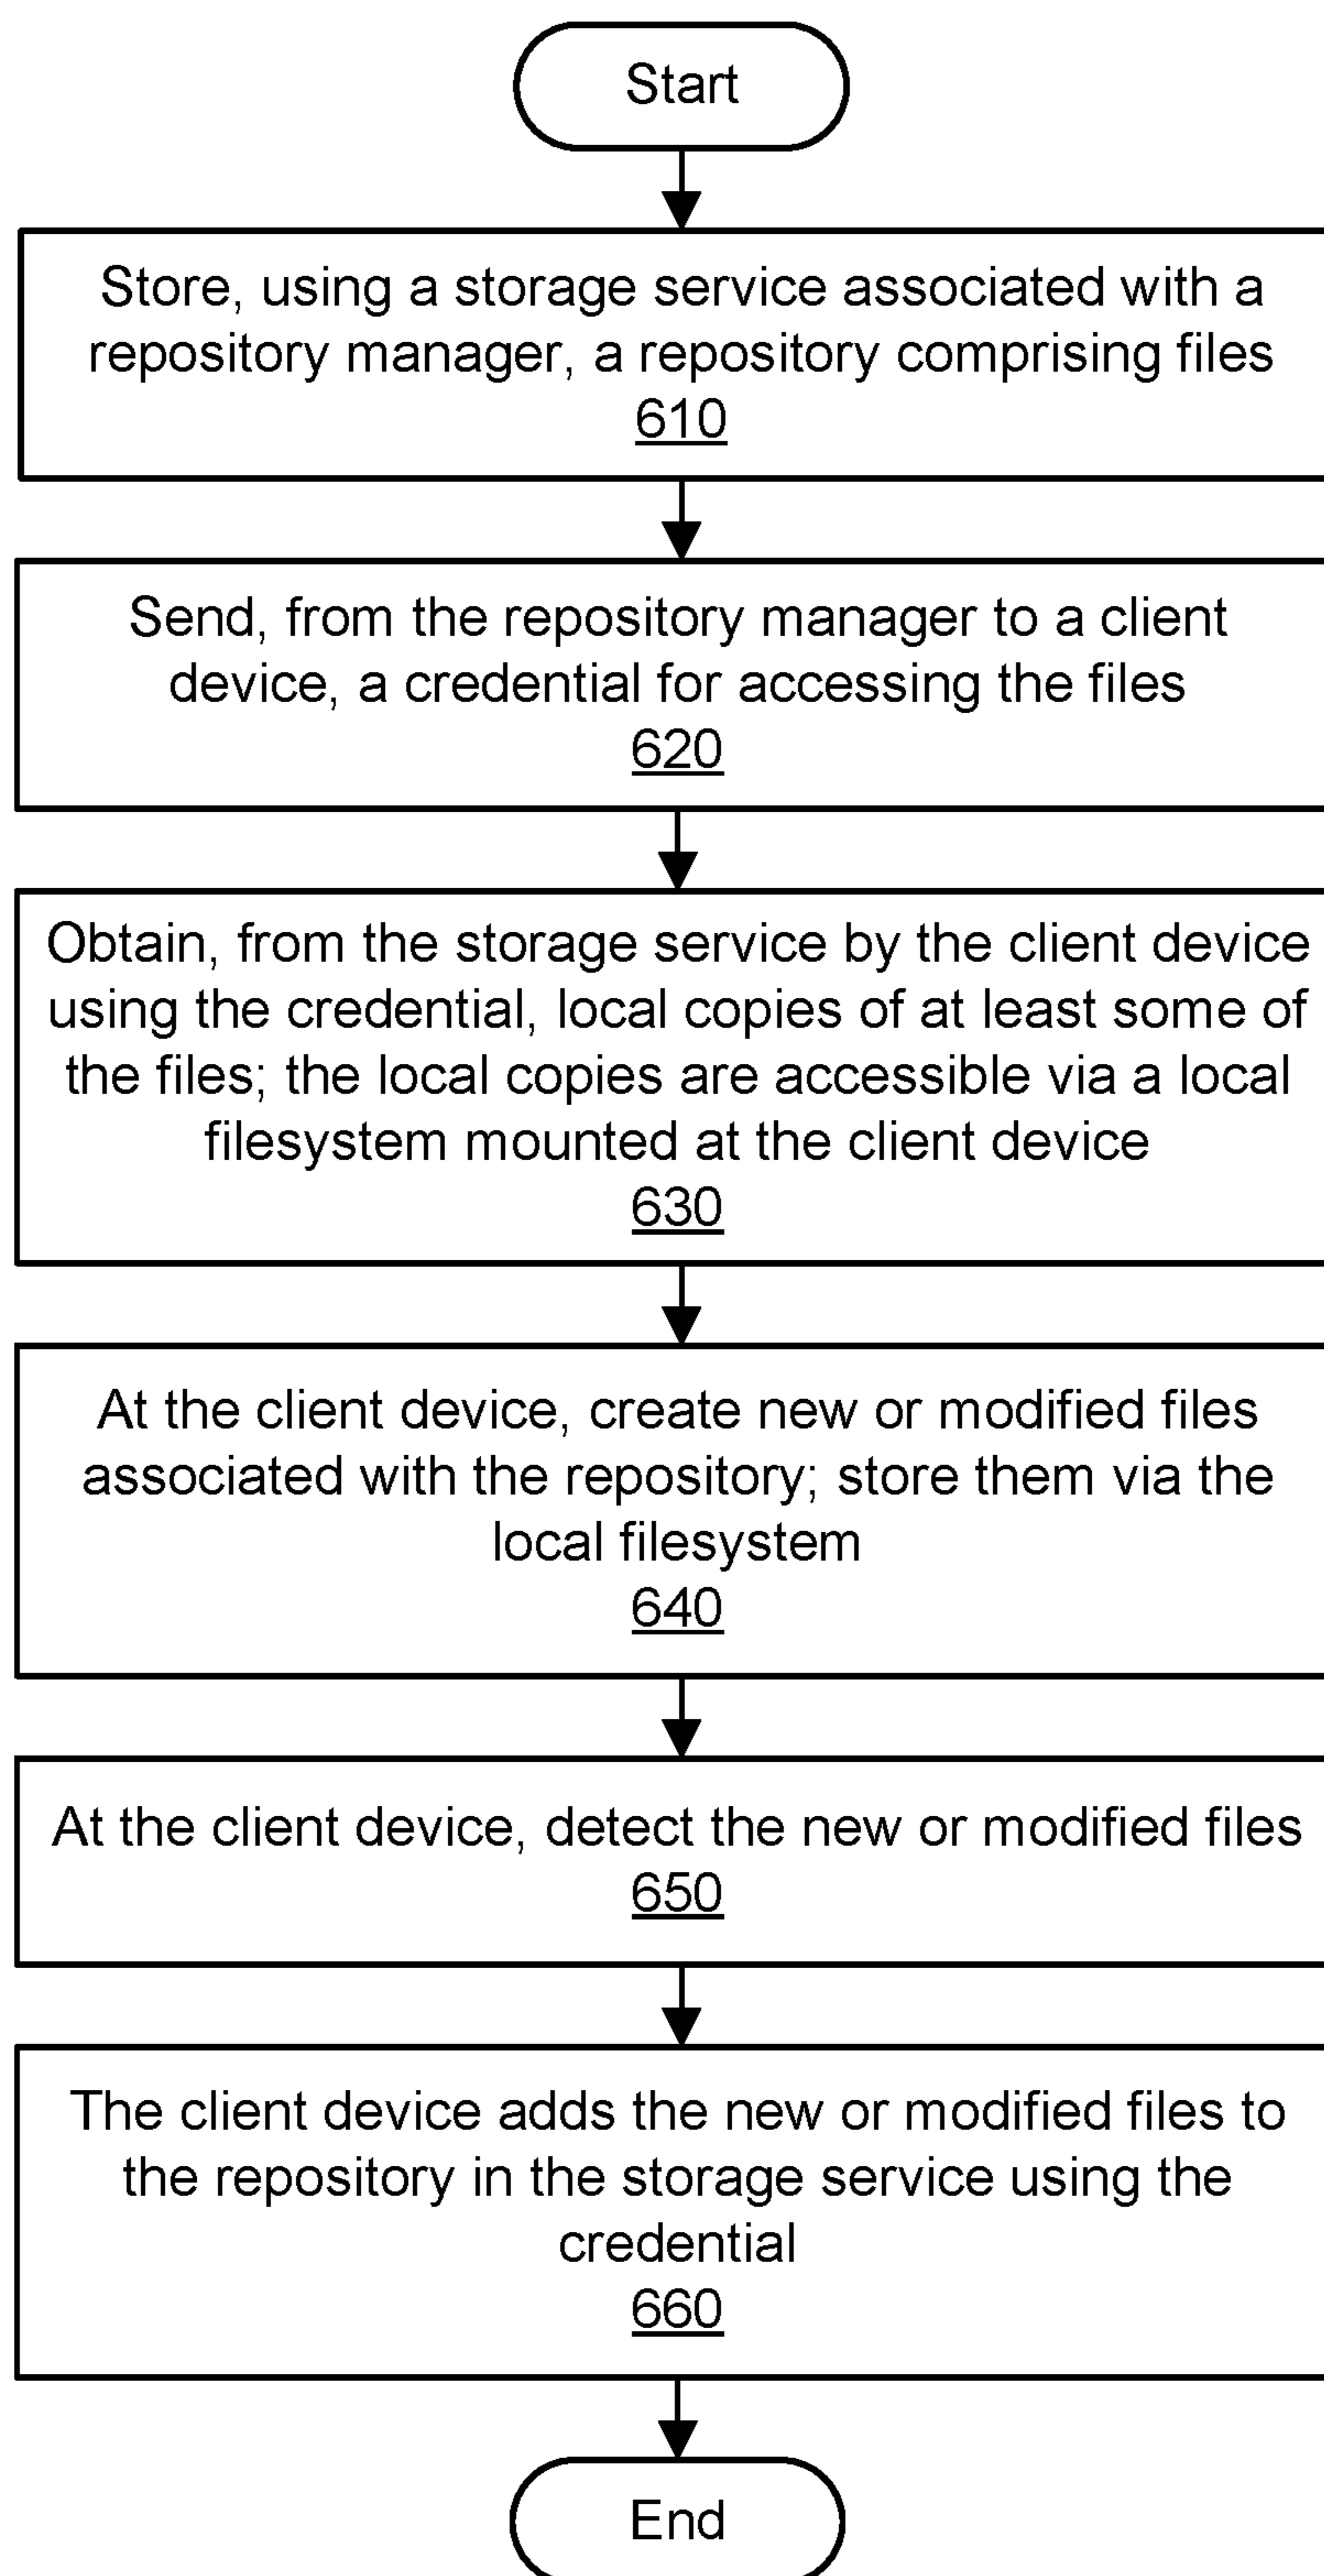 Start
Store, using a storage service associated with a
repository manager, a repository comprising files
610
Send, from the repository manager to a client
device, a credential for accessing the files
620
Obtain, from the storage service by the client device
using the credential, local copies of at least some of
the files; the local copies are accessible via a local
filesystem mounted at the client device
630
At the client device, create new or modified files
associated with the repository; store them via the
local filesystem
640
At the client device, detect the new or modified files
650
The client device adds the new or modified files to
the repository in the storage service using the
credential
660
End